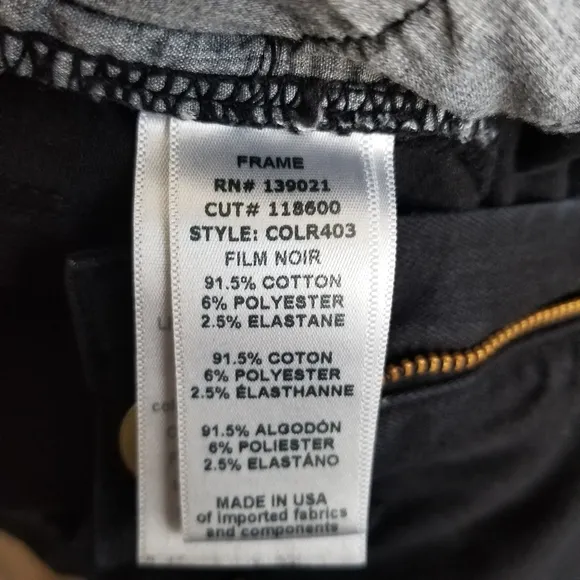 FRAME
RN# 139021
CUT# 118600
STYLE: COLR403
FILM NOIR
91.5% COTTON
6% POLYESTER
2.5% ELASTANE
91.5% COTON
6% POLYESTER
2.5% ÉLASTHANNE
91.5% ALGODÓN
6% POLIESTER
2.5% ELASTÁNO
MADE IN USA
of imported fabrics
and components